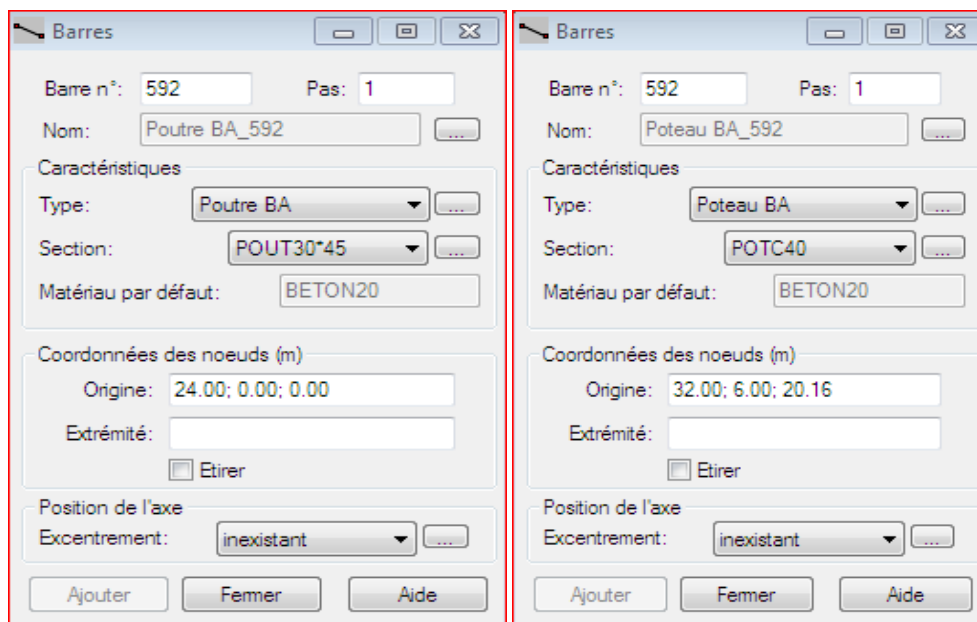 Barres
Barre n°: 592 Pas: 1
Nom: Poutre BA_592 ...
Caractéristiques
Type: Poutre BA ...
Section: POUT30*45 ...
Matériau par défaut: BETON20
Coordonnées des noeuds (m)
Origine: 24.00; 0.00; 0.00
Extrémité:
Etirer
Position de l'axe
Excentrement: inexistant ...
Ajouter Fermer Aide
Barres
Barre n°: 592 Pas: 1
Nom: Poteau BA_592 ...
Caractéristiques
Type: Poteau BA ...
Section: POTC40 ...
Matériau par défaut: BETON20
Coordonnées des noeuds (m)
Origine: 32.00; 6.00; 20.16
Extrémité:
Etirer
Position de l'axe
Excentrement: inexistant ...
Ajouter Fermer Aide